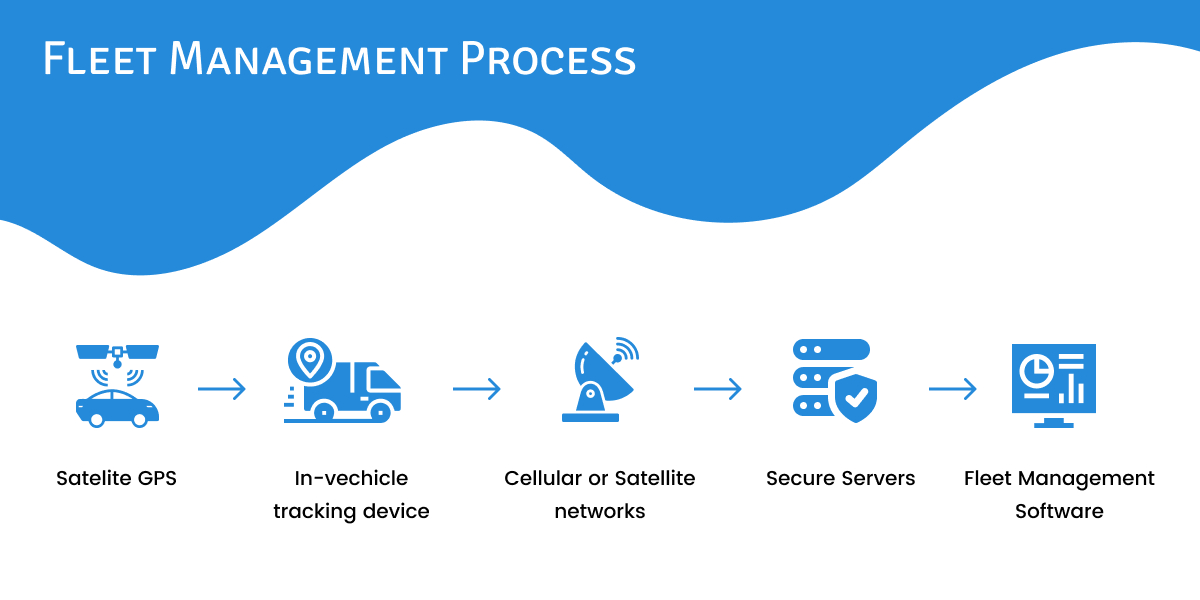 Fleet Management Process
Satelite GPS
In-vechicle
tracking device
Cellular or Satellite
networks
Secure Servers
Fleet Management
Software